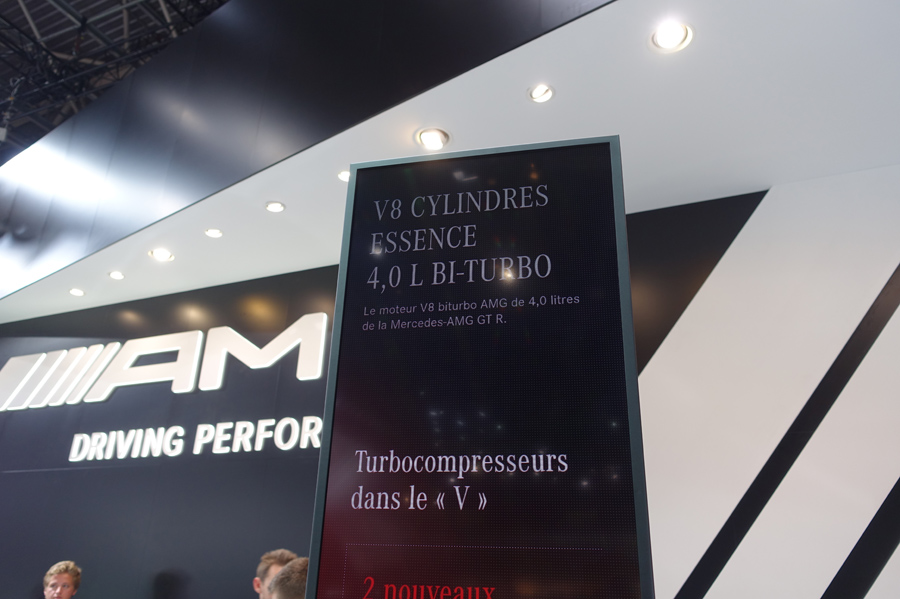 V8 CYLINDRES
ESSENCE
4,0 L BI-TURBO
Le moteur V8 biturbo AMG de 4,0 litres
de la Mercedes-AMG GT R.
Turbocompresseurs
dans le « V »
2 nouveaux
AM
DRIVING PERFOR